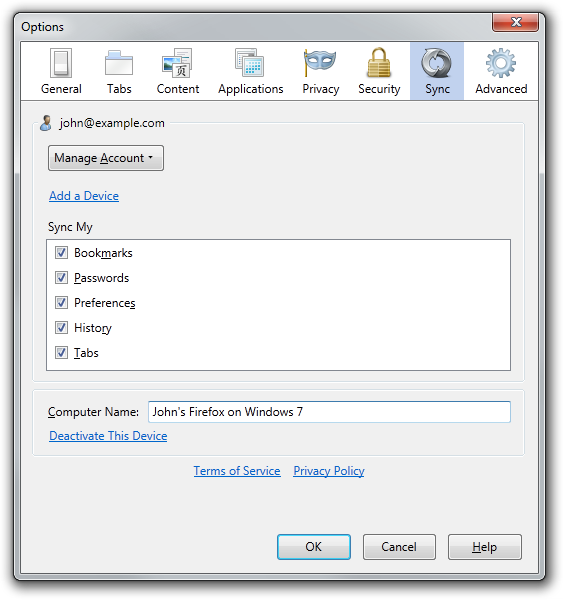 Options
General Tabs Content Applications Privacy Security Sync Advanced
john@example.com
Manage Account
Add a Device
Sync My
Bookmarks
Passwords
Preferences
History
Tabs
Computer Name: John's Firefox on Windows 7
Deactivate This Device
Terms of Service Privacy Policy
OK Cancel Help